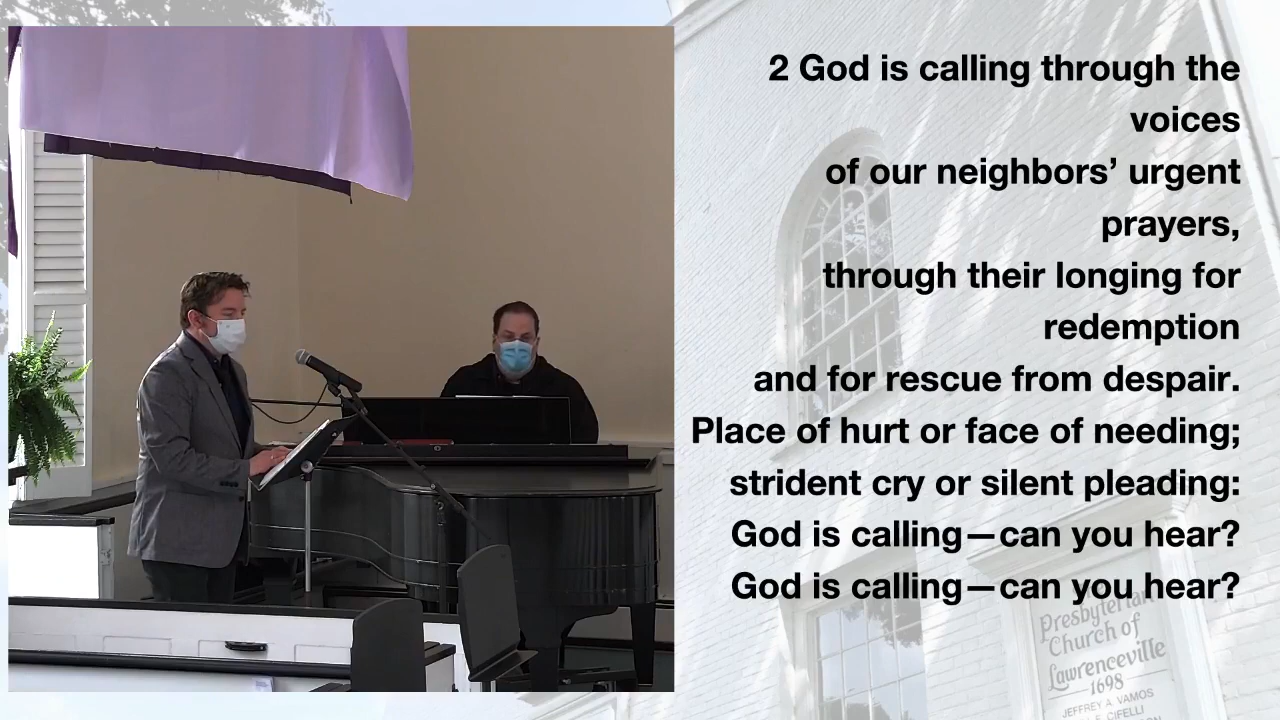 2 God is calling through the
voices
of our neighbors’ urgent
prayers,
through their longing for
redemption
and for rescue from despair.
Place of hurt or face of needing;
strident cry or silent pleading:
God is calling—can you hear?
God is calling—can you hear?
Presbyterian
Church of
Lawrenceville
1698
JEFFREY A. VAMOS
CIFELLI